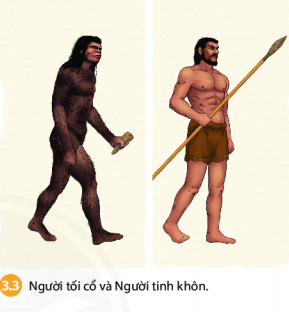 3.3 Người tối cổ và Người tinh khôn.